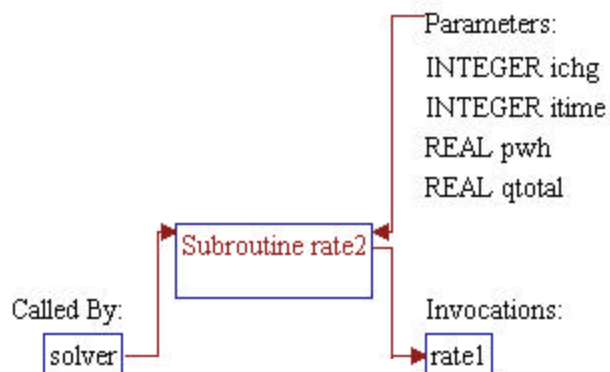 Parameters:
INTEGER ichg
INTEGER itime
REAL pwh
REAL qtotal
Subroutine rate2
Called By:
solver
Invocations:
rate1